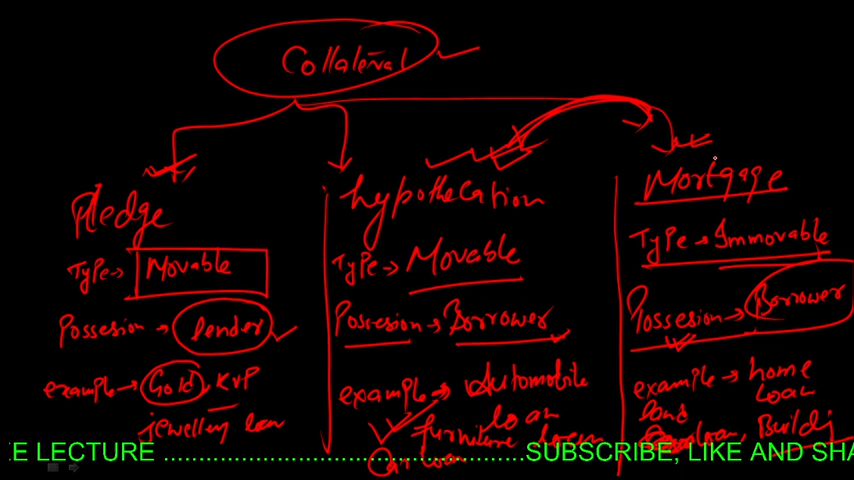 Collateral
Pledge
Type→ Movable
Possesion → lender
example→ Gold, KVP
jewellery loan
hypothecation
Type→ Movable
Possesion → Borrower
example → Automobile
loan
furniture loan
Car loan
Mortgage
Type → Immovable
Possesion → Borrower
example → home
loan
land loan, Buildi
E LECTURE ..................................................SUBSCRIBE, LIKE AND SHA